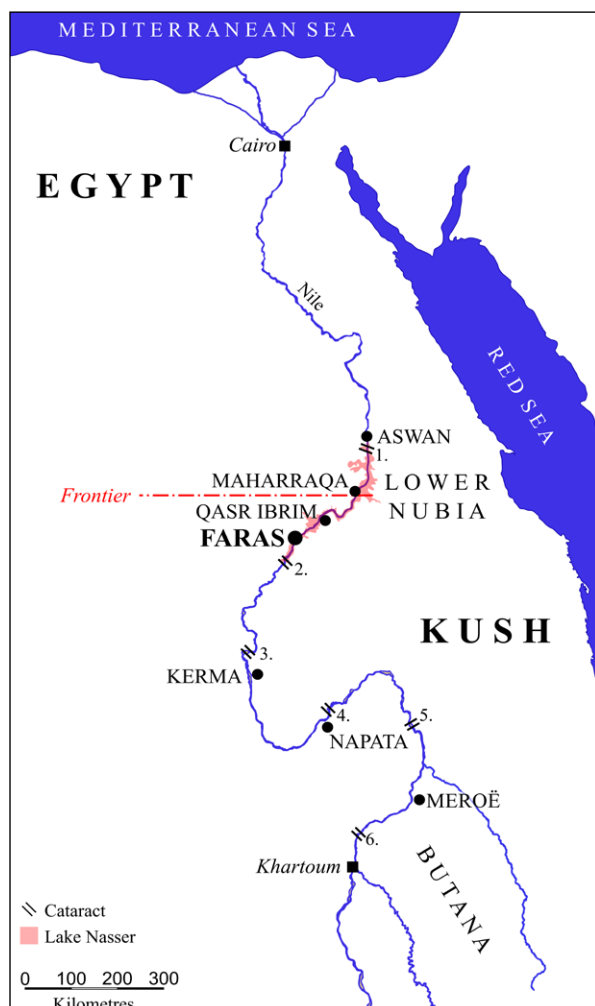 MEDITERRANEAN SEA
Cairo
EGYPT
Nile
RED SEA
ASWAN
1.
MAHARRAQA
LOWER
NUBIA
Frontier
QASR IBRIM
FARAS
2.
KUSH
3.
KERMA
4.
5.
NAPATA
MEROË
6.
Khartoum
BUTANA
Cataract
Lake Nasser
0 100 200 300
Kilometres